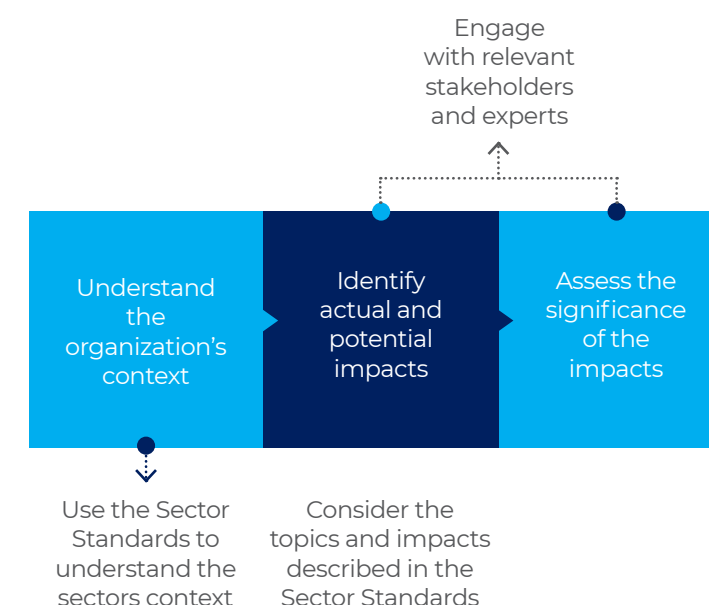 Engage
with relevant
stakeholders
and experts
Understand
the
organization's
context
Identify
actual and
potential
impacts
Assess the
significance
of the
impacts
Use the Sector
Standards to
understand the
sectors context
Consider the
topics and impacts
described in the
Sector Standards